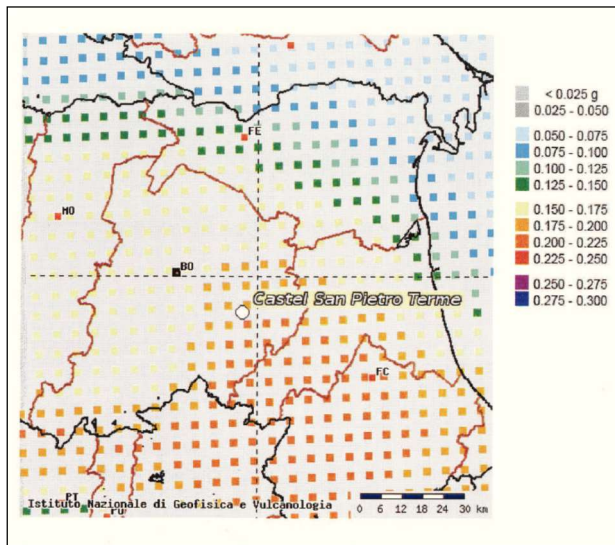 FE
MO
BO
Castel San Pietro Terme
FC
PT
Istituto Nazionale di Geofisica e Vulcanologia
0 6 12 18 24 30 km
< 0.025 g
0.025 - 0.050
0.050 - 0.075
0.075 - 0.100
0.100 - 0.125
0.125 - 0.150
0.150 - 0.175
0.175 - 0.200
0.200 - 0.225
0.225 - 0.250
0.250 - 0.275
0.275 - 0.300